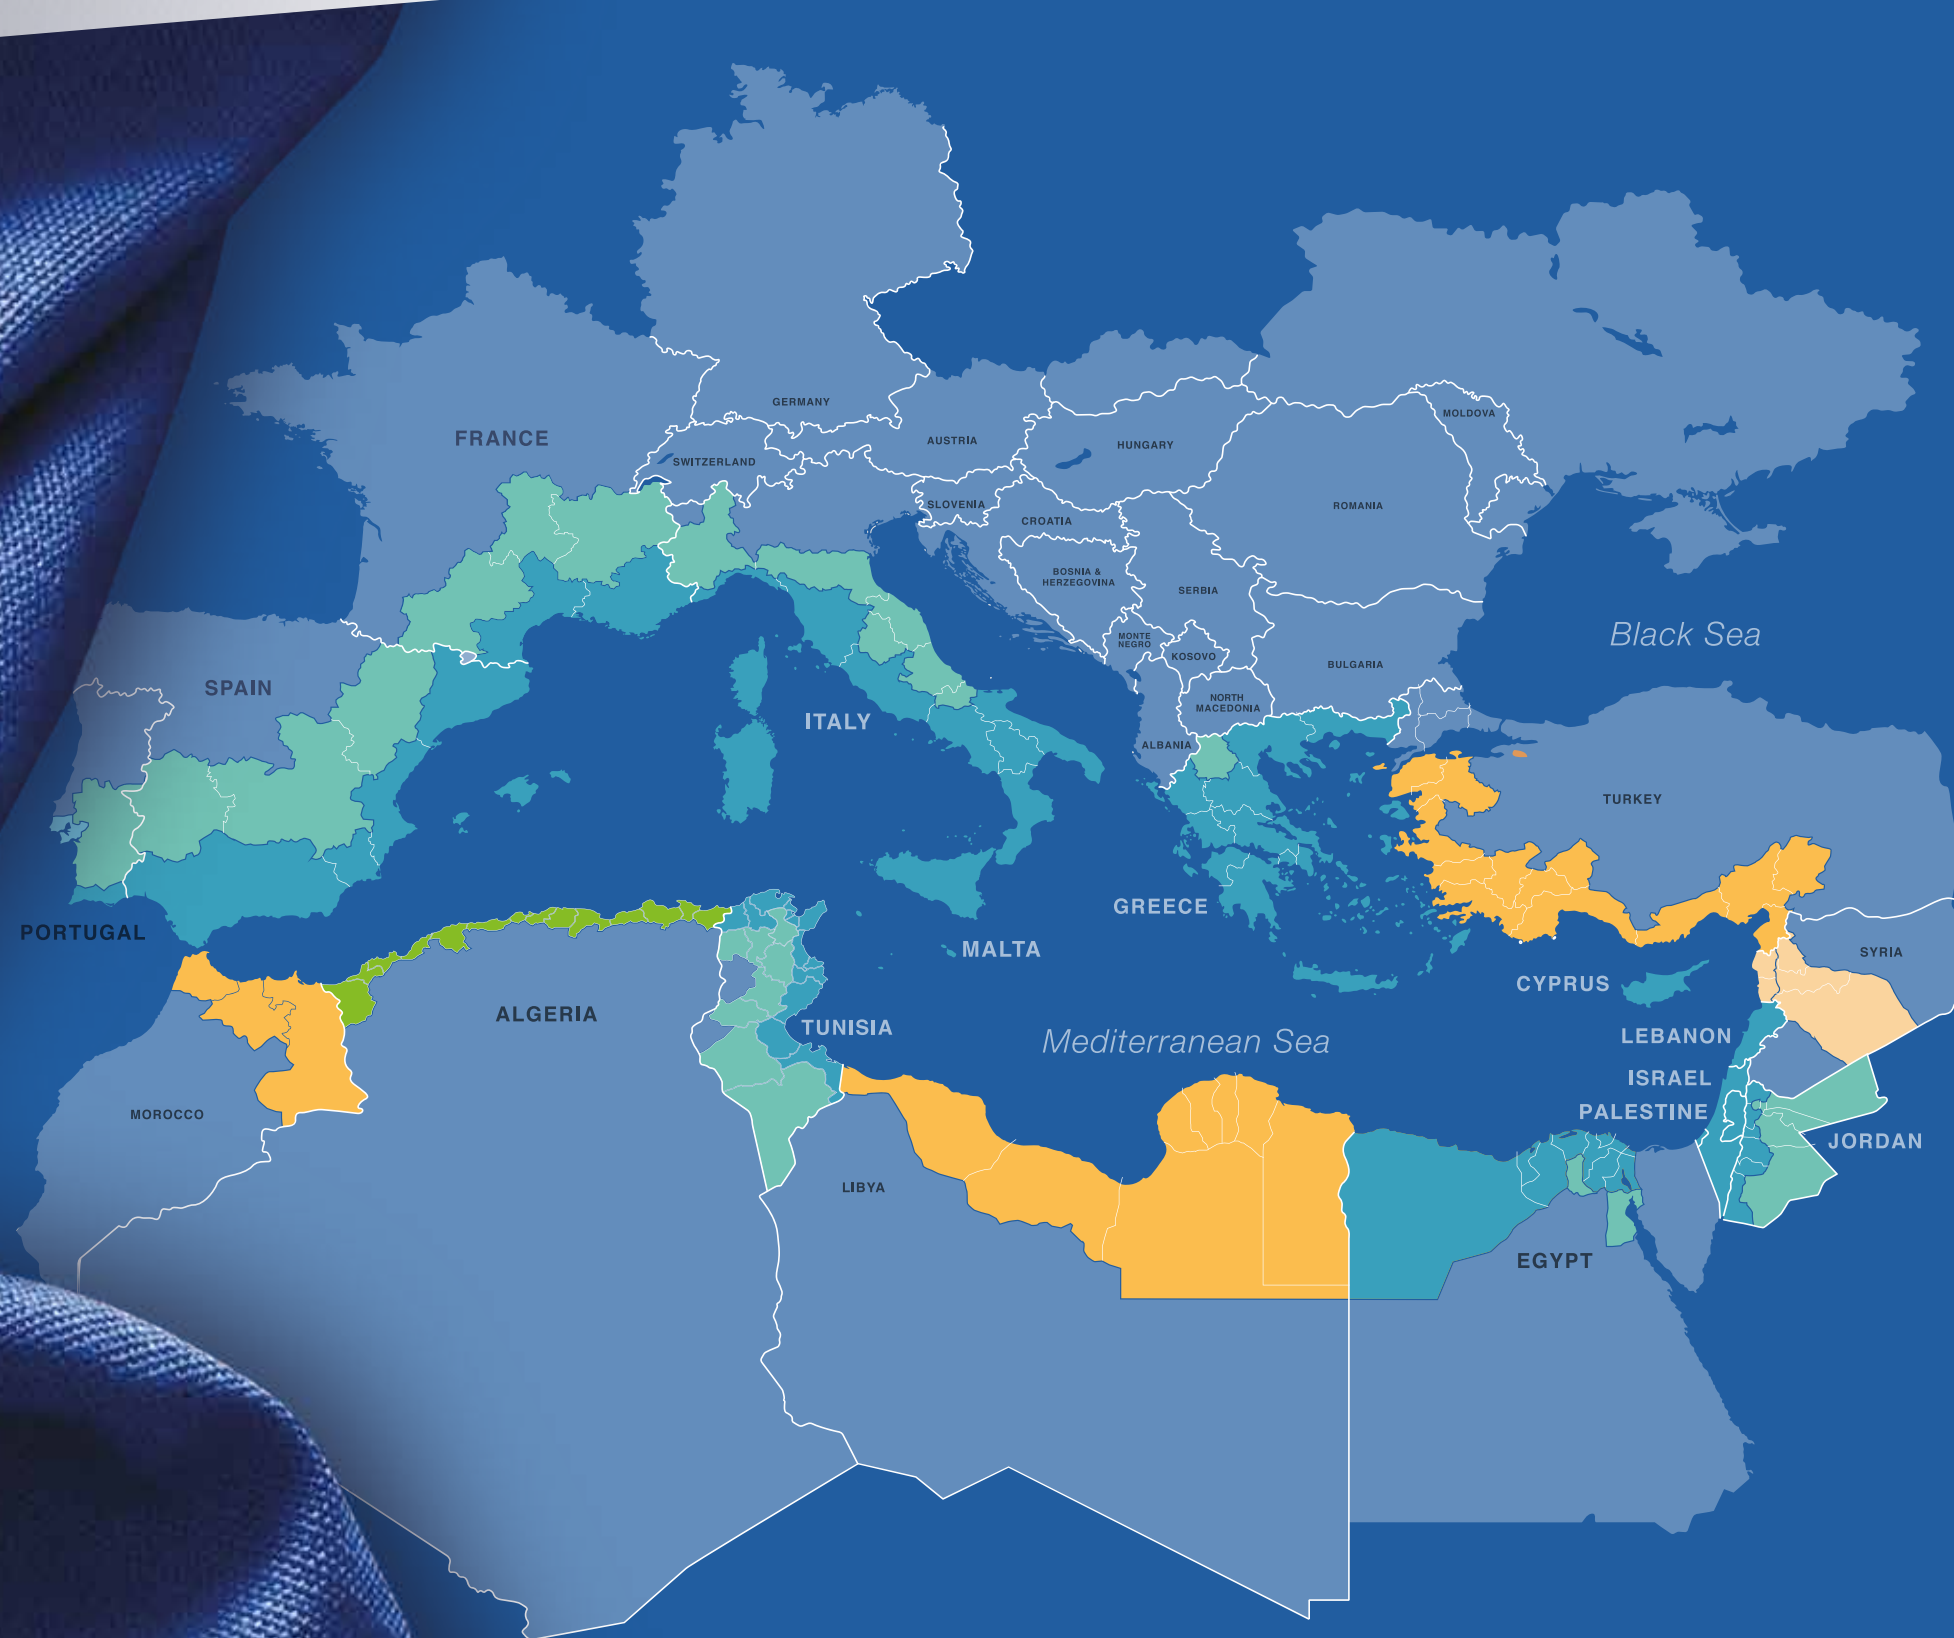 GERMANY
FRANCE
MOLDOVA
AUSTRIA
HUNGARY
SWITZERLAND
SLOVENIA
ROMANIA
CROATIA
BOSNIA &
HERZEGOVINA
SERBIA
Black Sea
MONTE
NEGRO
KOSOVO
BULGARIA
SPAIN
NORTH
MACEDONIA
ITALY
ALBANIA
TURKEY
GREECE
PORTUGAL
MALTA
SYRIA
CYPRUS
ALGERIA
TUNISIA
Mediterranean Sea
LEBANON
ISRAEL
MOROCCO
PALESTINE
JORDAN
LIBYA
EGYPT